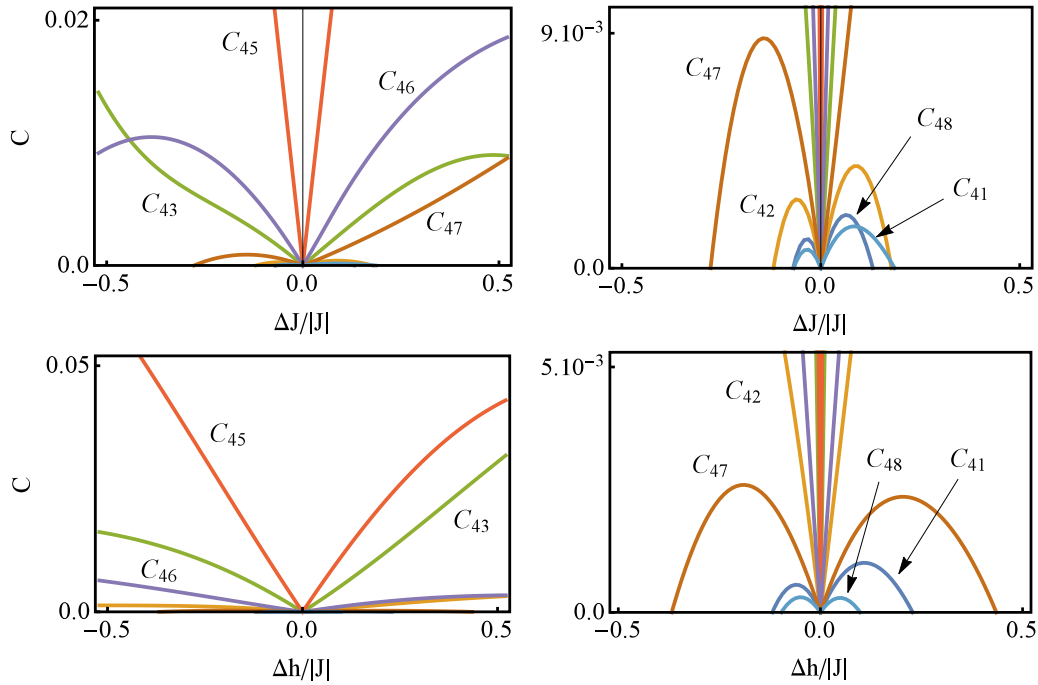 0.02
C₄₅
C₄₆
C
C₄₃
C₄₇
0.0
−0.5
0.0
0.5
ΔJ/|J|
9.10⁻³
C₄₇
C₄₈
C₄₂
C₄₁
0.0
−0.5
0.0
0.5
ΔJ/|J|
0.05
C₄₅
C
C₄₃
C₄₆
0.0
−0.5
0.0
0.5
Δh/|J|
5.10⁻³
C₄₂
C₄₇
C₄₈
C₄₁
0.0
−0.5
0.0
0.5
Δh/|J|